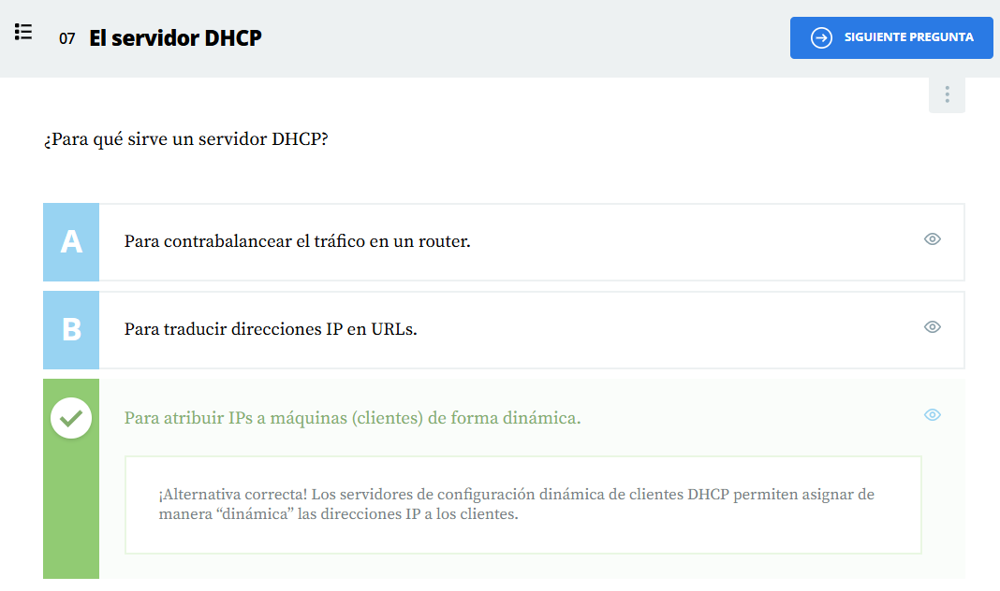 07 El servidor DHCP
SIGUIENTE PREGUNTA
¿Para qué sirve un servidor DHCP?
A
Para contrabalancear el tráfico en un router.
B
Para traducir direcciones IP en URLs.
Para atribuir IPs a máquinas (clientes) de forma dinámica.
¡Alternativa correcta! Los servidores de configuración dinámica de clientes DHCP permiten asignar de
manera “dinámica” las direcciones IP a los clientes.